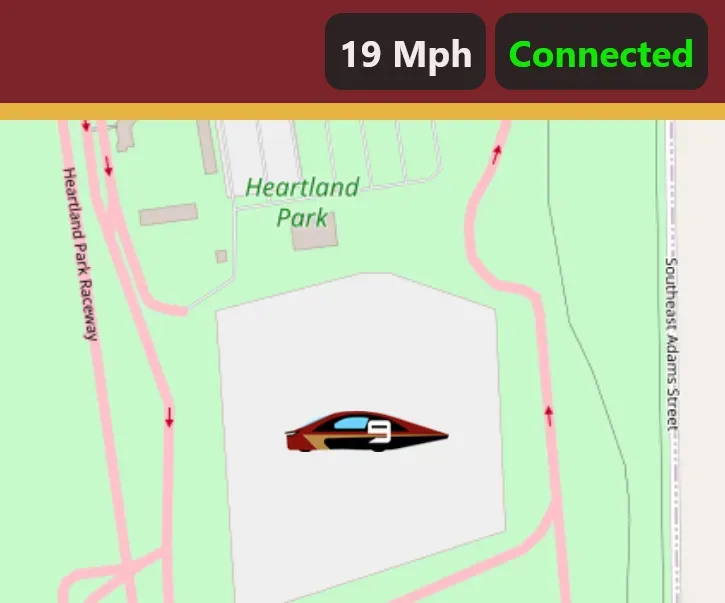 19 Mph
Connected
Heartland
Park
Heartland Park Raceway
Southeast Adams Street
9